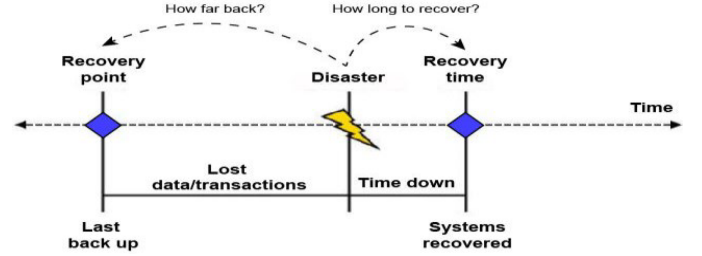 How far back?
How long to recover?
Recovery
point
Disaster
Recovery
time
Time
Lost
data/transactions
Time down
Last
back up
Systems
recovered